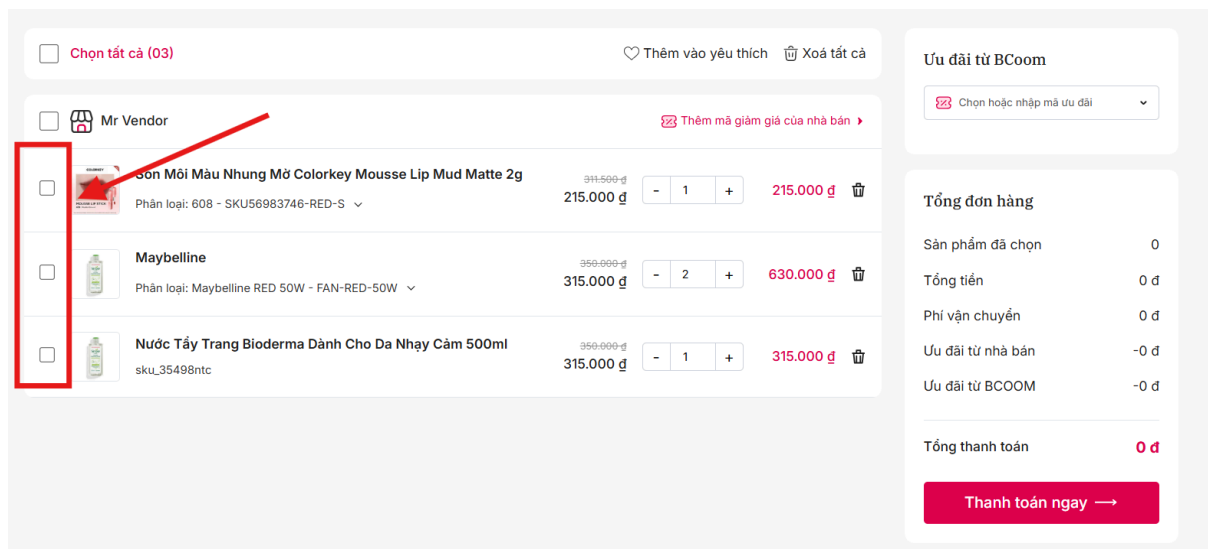 Chọn tất cả (03)
Thêm vào yêu thích
Xoá tất cả
Mr Vendor
Thêm mã giảm giá của nhà bán
Son Môi Màu Nhung Mờ Colorkey Mousse Lip Mud Matte 2g
Phân loại: 608 - SKU56983746-RED-S
311.500 ₫
215.000 ₫
- 1 +
215.000 ₫
Maybelline
Phân loại: Maybelline RED 50W - FAN-RED-50W
350.000 ₫
315.000 ₫
- 2 +
630.000 ₫
Nước Tẩy Trang Bioderma Dành Cho Da Nhạy Cảm 500ml
sku_35498ntc
350.000 ₫
315.000 ₫
- 1 +
315.000 ₫
Ưu đãi từ BCoom
Chọn hoặc nhập mã ưu đãi
Tổng đơn hàng
Sản phẩm đã chọn 0
Tổng tiền 0 đ
Phí vận chuyển 0 đ
Ưu đãi từ nhà bán -0 đ
Ưu đãi từ BCOOM -0 đ
Tổng thanh toán 0 đ
Thanh toán ngay